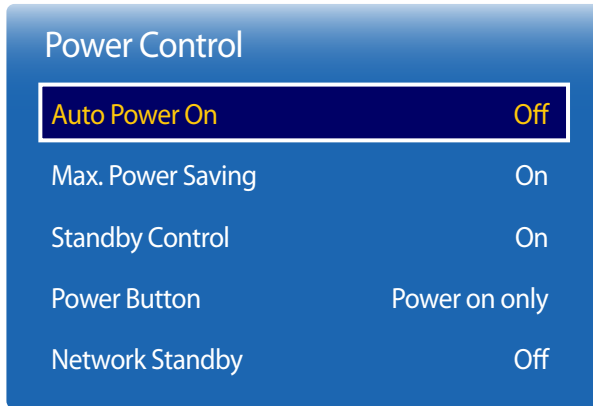 Power Control
Auto Power On Off
Max. Power Saving On
Standby Control On
Power Button Power on only
Network Standby Off